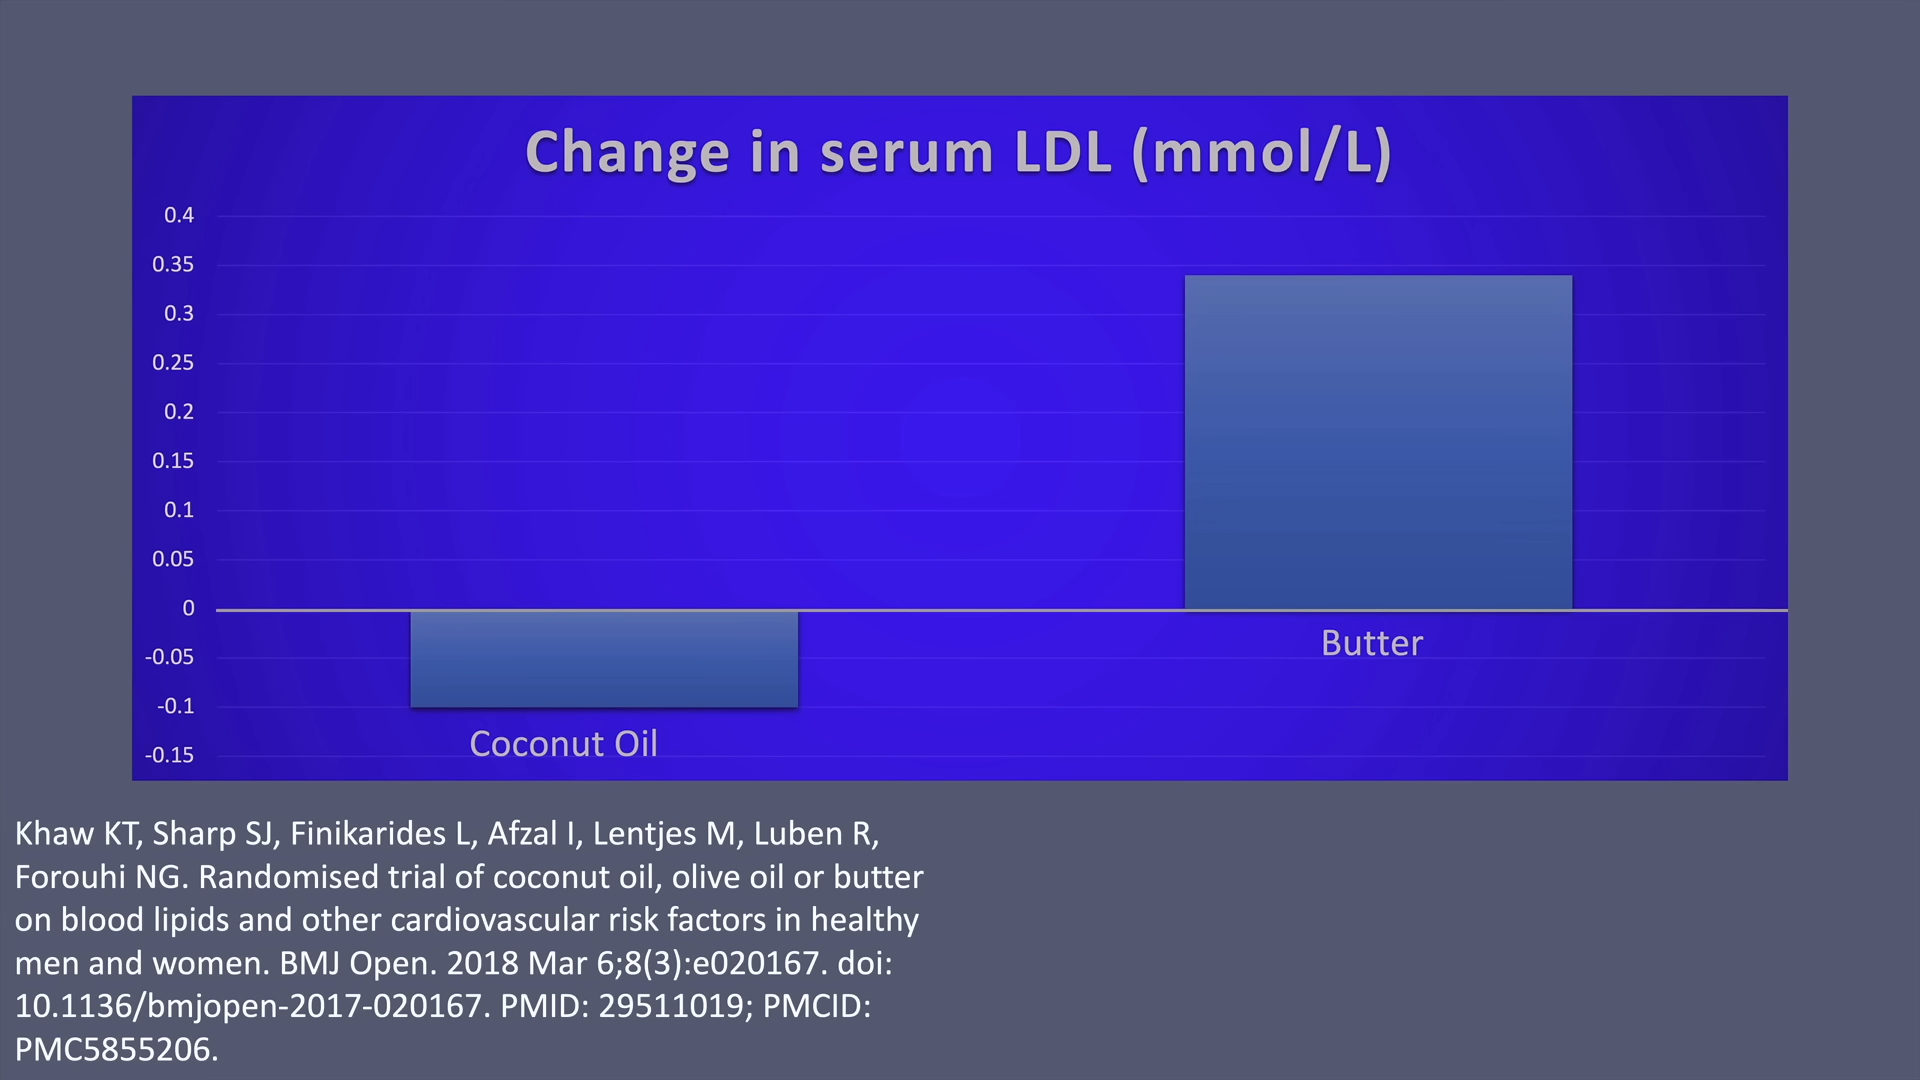 Change in serum LDL (mmol/L)
0.4
0.35
0.3
0.25
0.2
0.15
0.1
0.05
0
-0.05
-0.1
-0.15
Coconut Oil
Butter
Khaw KT, Sharp SJ, Finikarides L, Afzal I, Lentjes M, Luben R,
Forouhi NG. Randomised trial of coconut oil, olive oil or butter
on blood lipids and other cardiovascular risk factors in healthy
men and women. BMJ Open. 2018 Mar 6;8(3):e020167. doi:
10.1136/bmjopen-2017-020167. PMID: 29511019; PMCID:
PMC5855206.